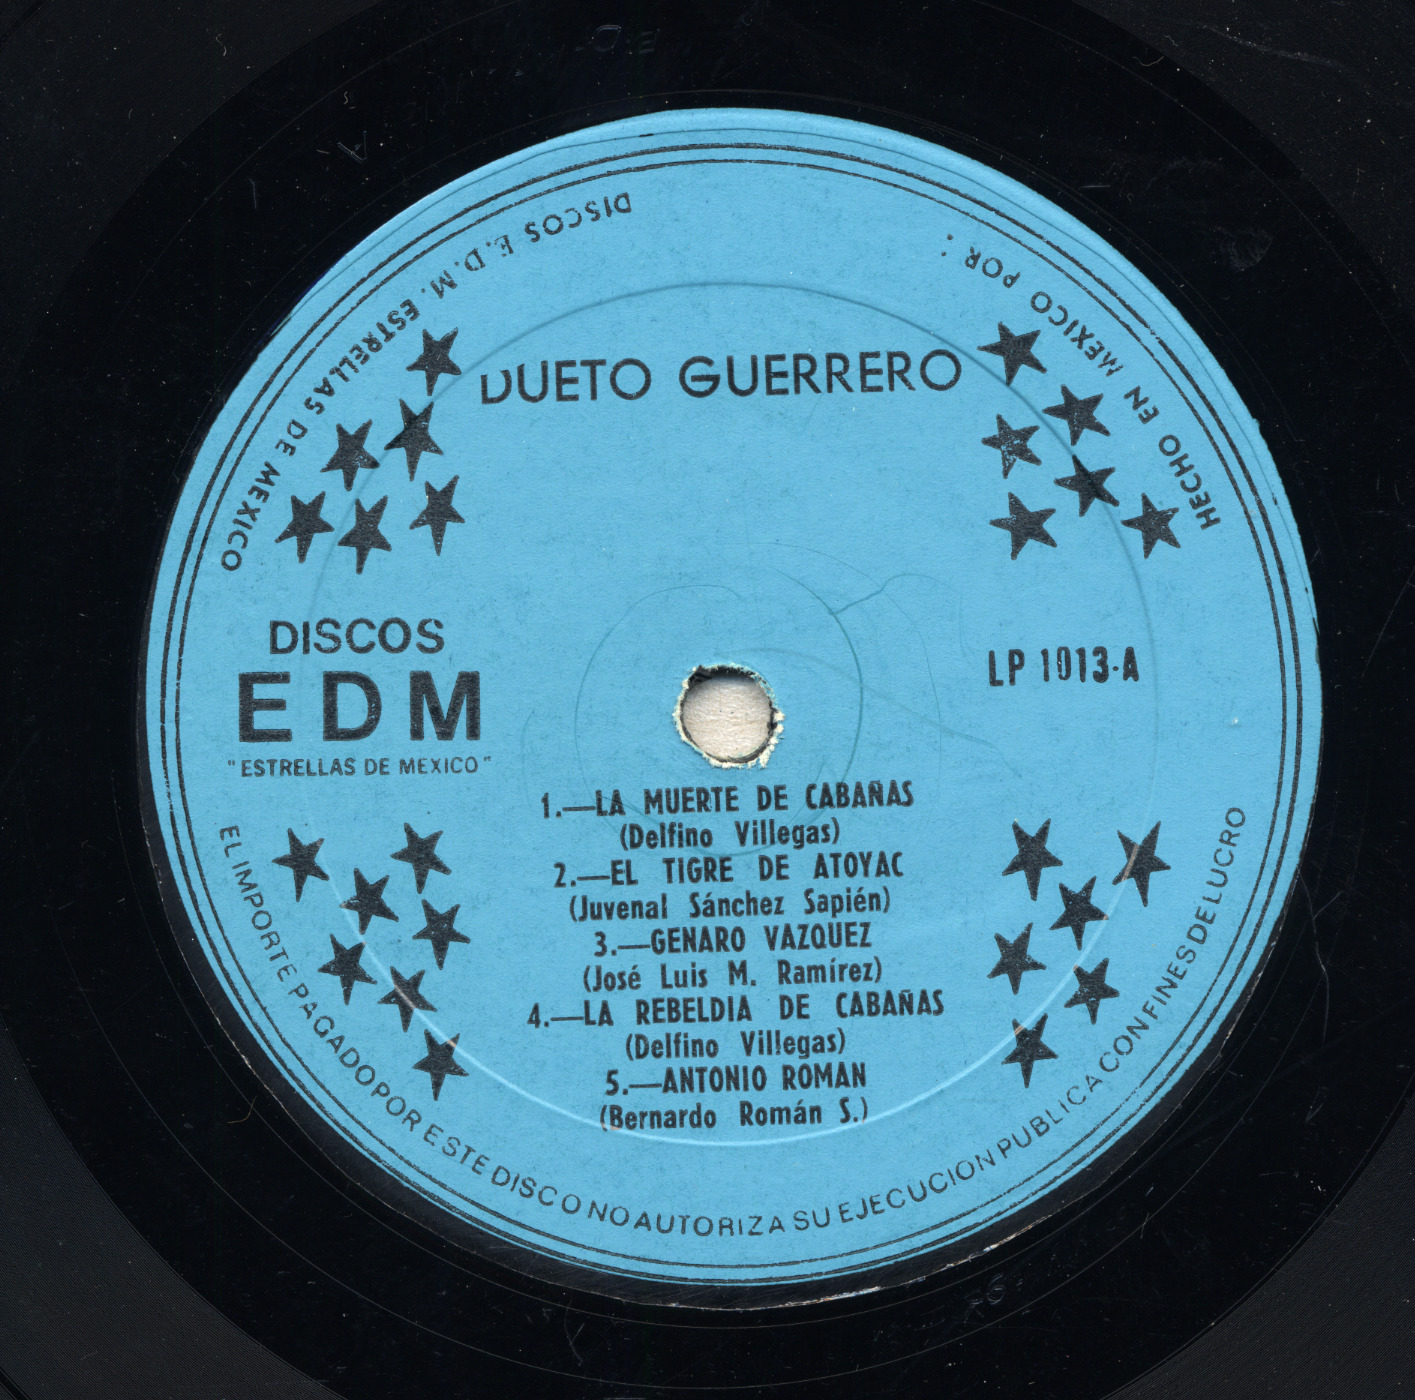 HECHO EN MEXICO POR :
DISCOS E. D. M. ESTRELLAS DE MEXICO
DUETO GUERRERO
DISCOS
EDM
"ESTRELLAS DE MEXICO"
LP 1013-A
1.—LA MUERTE DE CABAÑAS
(Delfino Villegas)
2.—EL TIGRE DE ATOYAC
(Juvenal Sánchez Sapién)
3.—GENARO VAZQUEZ
(José Luis M. Ramírez)
4.—LA REBELDIA DE CABAÑAS
(Delfino Villegas)
5.—ANTONIO ROMAN
(Bernardo Román S.)
EL IMPORTE PAGADO POR ESTE DISCO NO AUTORIZA SU EJECUCION PUBLICA CON FINES DE LUCRO